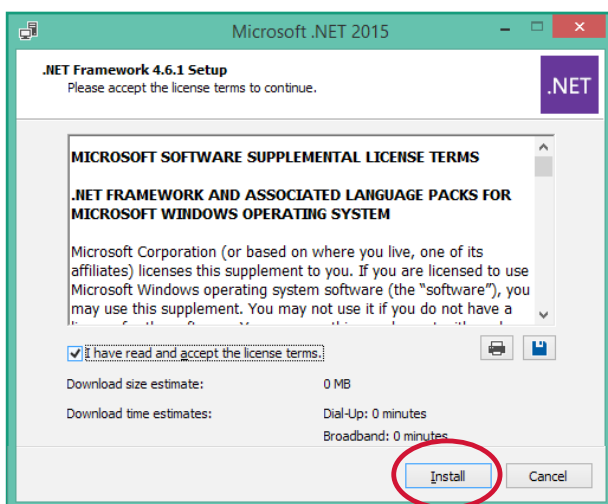 Microsoft .NET 2015
.NET Framework 4.6.1 Setup
Please accept the license terms to continue.
.NET
MICROSOFT SOFTWARE SUPPLEMENTAL LICENSE TERMS
.NET FRAMEWORK AND ASSOCIATED LANGUAGE PACKS FOR
MICROSOFT WINDOWS OPERATING SYSTEM
Microsoft Corporation (or based on where you live, one of its
affiliates) licenses this supplement to you. If you are licensed to use
Microsoft Windows operating system software (the “software”), you
may use this supplement. You may not use it if you do not have a
I have read and accept the license terms.
Download size estimate: 0 MB
Download time estimates: Dial-Up: 0 minutes
Broadband: 0 minutes
Install Cancel